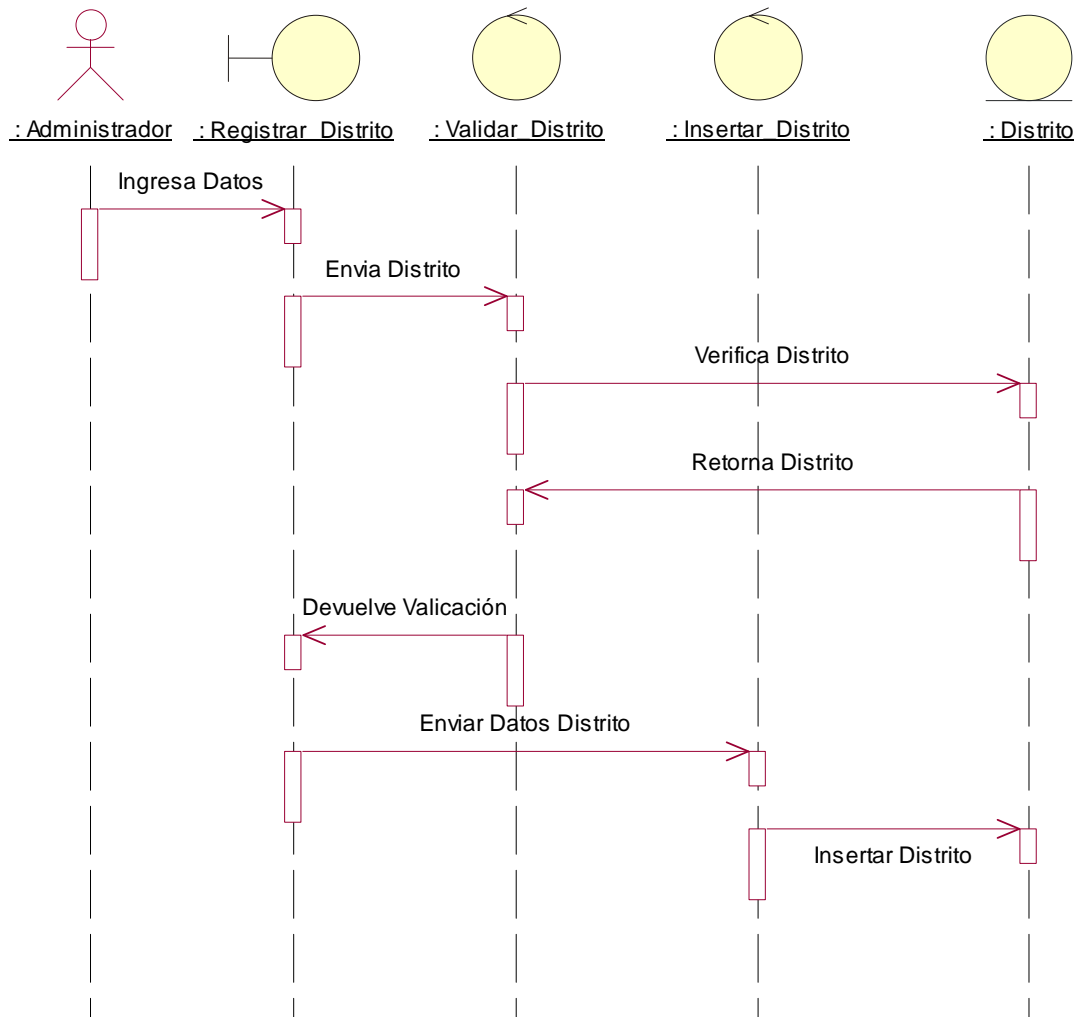 : Administrador
: Registrar_Distrito
: Validar_Distrito
: Insertar_Distrito
: Distrito
Ingresa Datos
Envia Distrito
Verifica Distrito
Retorna Distrito
Devuelve Valicación
Enviar Datos Distrito
Insertar Distrito